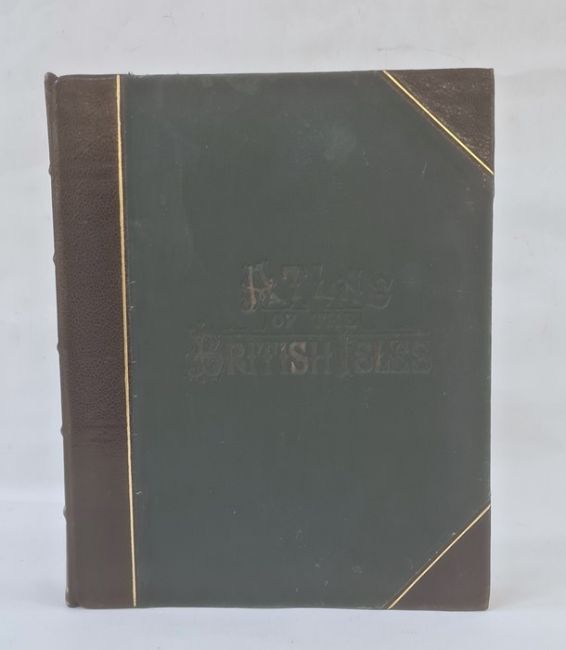 ATLAS
OF THE
BRITISH ISLES